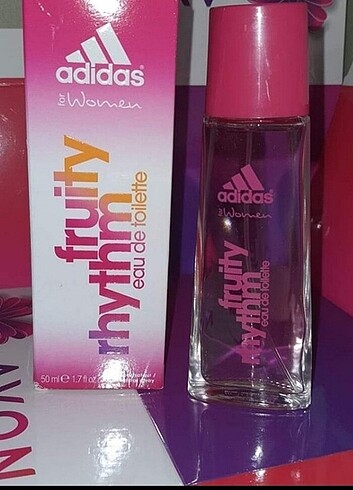 adidas
for Women
fruity
rhythm
eau de toilette
50 ml e 1.7 fl oz
adidas
for Women
fruity
rhythm
eau de toilette
AVON